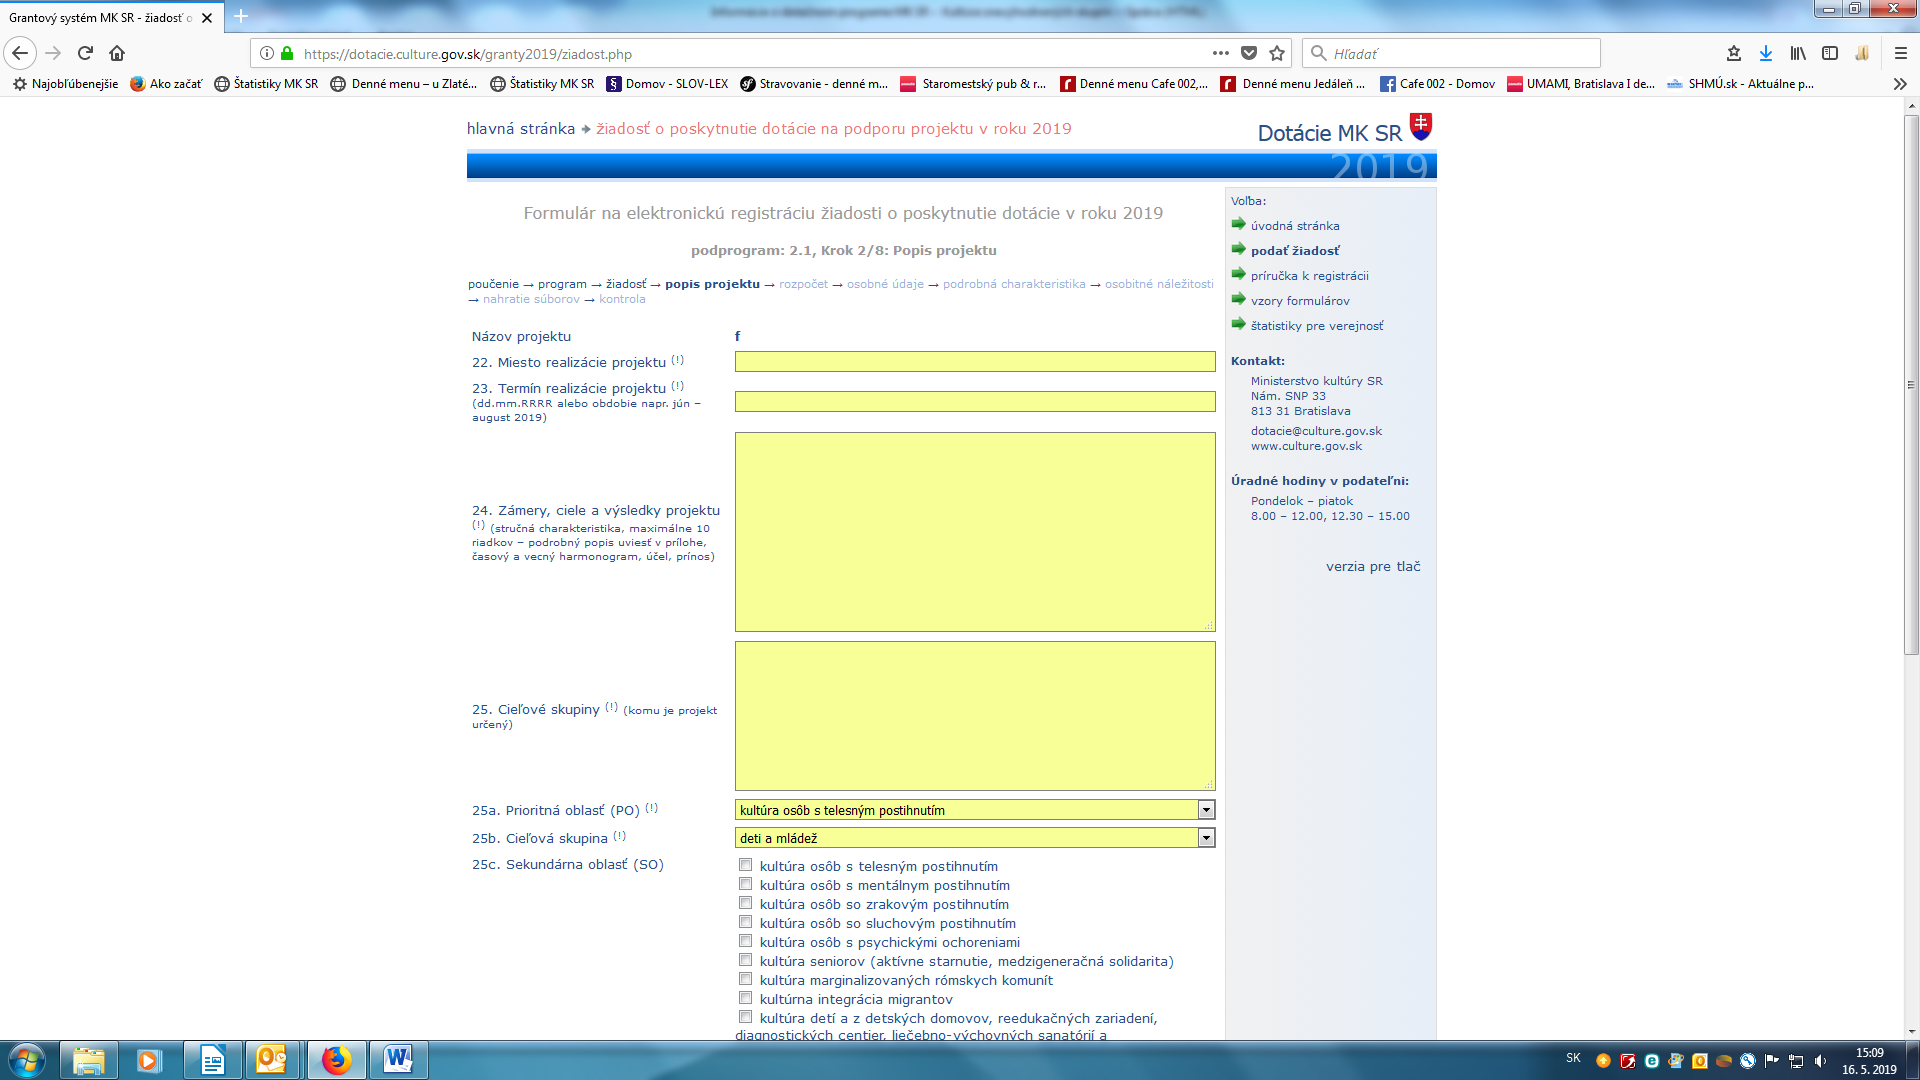 Grantový systém MK SR - žiadosť o
https://dotacie.culture.gov.sk/granty2019/ziadost.php
Hľadať
Najobľúbenejšie
Ako začať
Štatistiky MK SR
Denné menu – u Zlaté...
Štatistiky MK SR
Domov - SLOV-LEX
Stravovanie - denné m...
Staromestský pub & r...
Denné menu Cafe 002,...
Denné menu Jedáleň ...
Cafe 002 - Domov
UMAMI, Bratislava I de...
SHMÚ.sk - Aktuálne p...
hlavná stránka žiadosť o poskytnutie dotácie na podporu projektu v roku 2019
Dotácie MK SR
2019
Formulár na elektronickú registráciu žiadosti o poskytnutie dotácie v roku 2019
podprogram: 2.1, Krok 2/8: Popis projektu
poučenie → program → žiadosť → popis projektu → rozpočet → osobné údaje → podrobná charakteristika → osobitné náležitosti
→ nahratie súborov → kontrola
Názov projektu f
22. Miesto realizácie projektu (!)
23. Termín realizácie projektu (!)
(dd.mm.RRRR alebo obdobie napr. jún –
august 2019)
24. Zámery, ciele a výsledky projektu
(!) (stručná charakteristika, maximálne 10
riadkov – podrobný popis uviesť v prílohe,
časový a vecný harmonogram, účel, prínos)
25. Cieľové skupiny (!) (komu je projekt
určený)
25a. Prioritná oblasť (PO) (!) kultúra osôb s telesným postihnutím
25b. Cieľová skupina (!) deti a mládež
25c. Sekundárna oblasť (SO)
kultúra osôb s telesným postihnutím
kultúra osôb s mentálnym postihnutím
kultúra osôb so zrakovým postihnutím
kultúra osôb so sluchovým postihnutím
kultúra osôb s psychickými ochoreniami
kultúra seniorov (aktívne starnutie, medzigeneračná solidarita)
kultúra marginalizovaných rómskych komunít
kultúrna integrácia migrantov
kultúra detí a z detských domovov, reedukačných zariadení,
diagnostických centier, liečebno-výchovných sanatórií a
Voľba:
úvodná stránka
podať žiadosť
príručka k registrácii
vzory formulárov
štatistiky pre verejnosť
Kontakt:
Ministerstvo kultúry SR
Nám. SNP 33
813 31 Bratislava
dotacie@culture.gov.sk
www.culture.gov.sk
Úradné hodiny v podateľni:
Pondelok – piatok
8.00 – 12.00, 12.30 – 15.00
verzia pre tlač
SK
15:09
16. 5. 2019